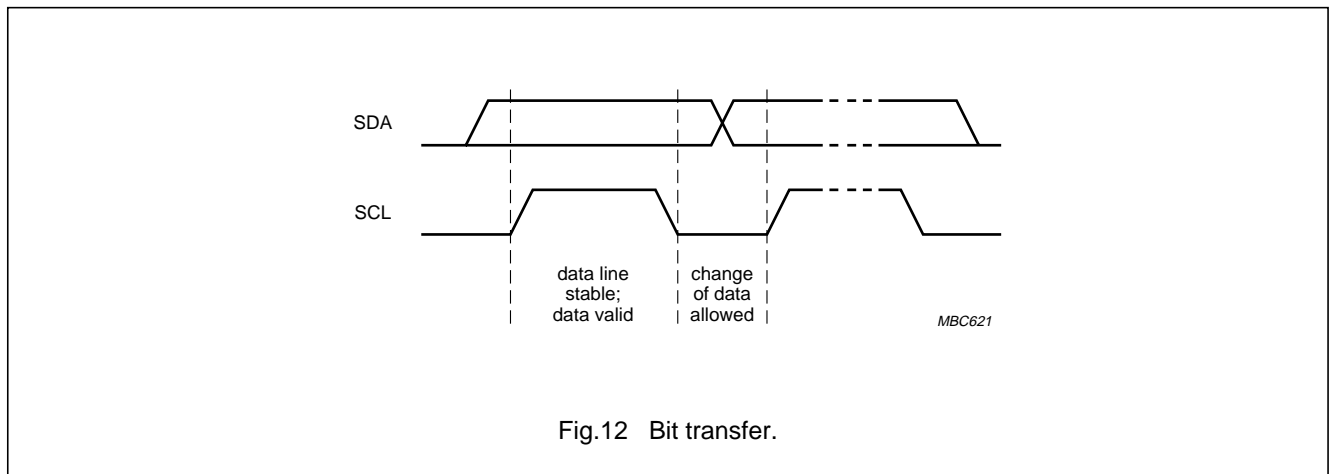 SDA
SCL
data line
stable;
data valid
change
of data
allowed
MBC621
Fig.12 Bit transfer.